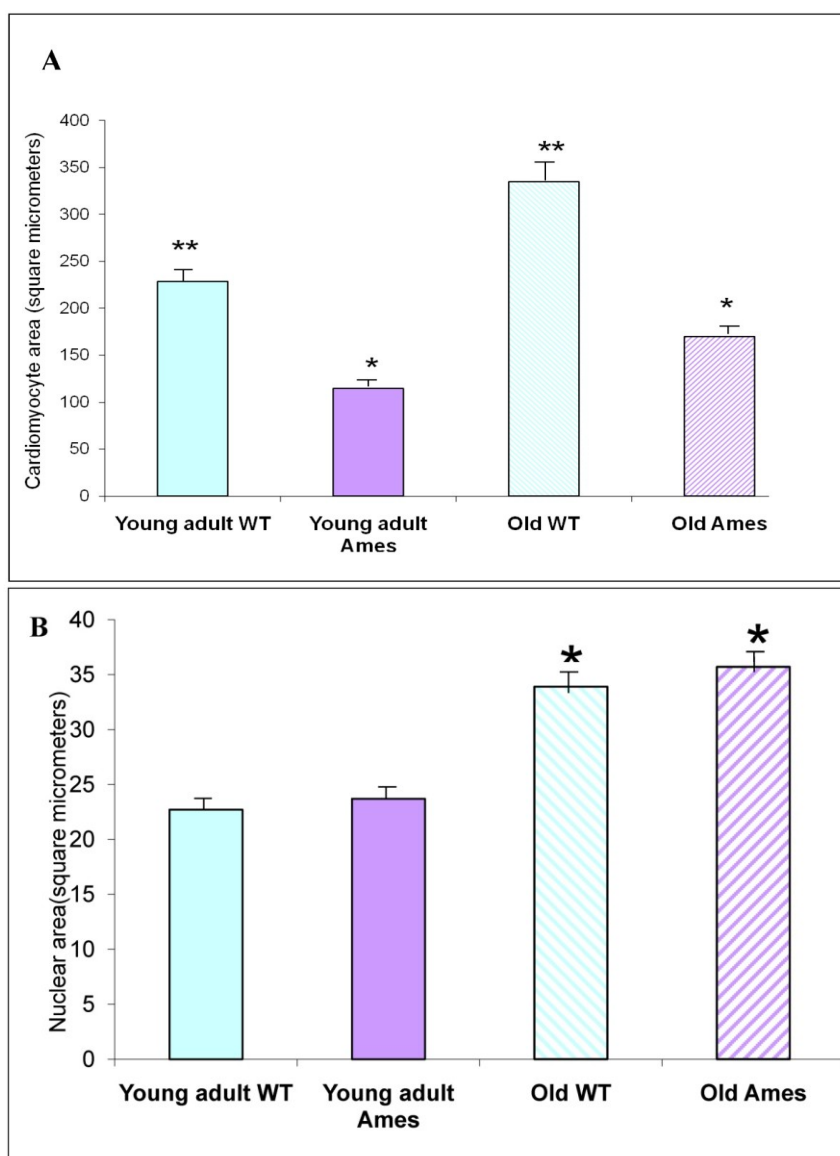 A
Cardiomyocyte area (square micrometers)
400
350
300
250
200
150
100
50
0
**
*
**
*
Young adult WT
Young adult
Ames
Old WT
Old Ames
B
Nuclear area(square micrometers)
40
35
30
25
20
15
10
5
0
*
*
Young adult WT
Young adult
Ames
Old WT
Old Ames